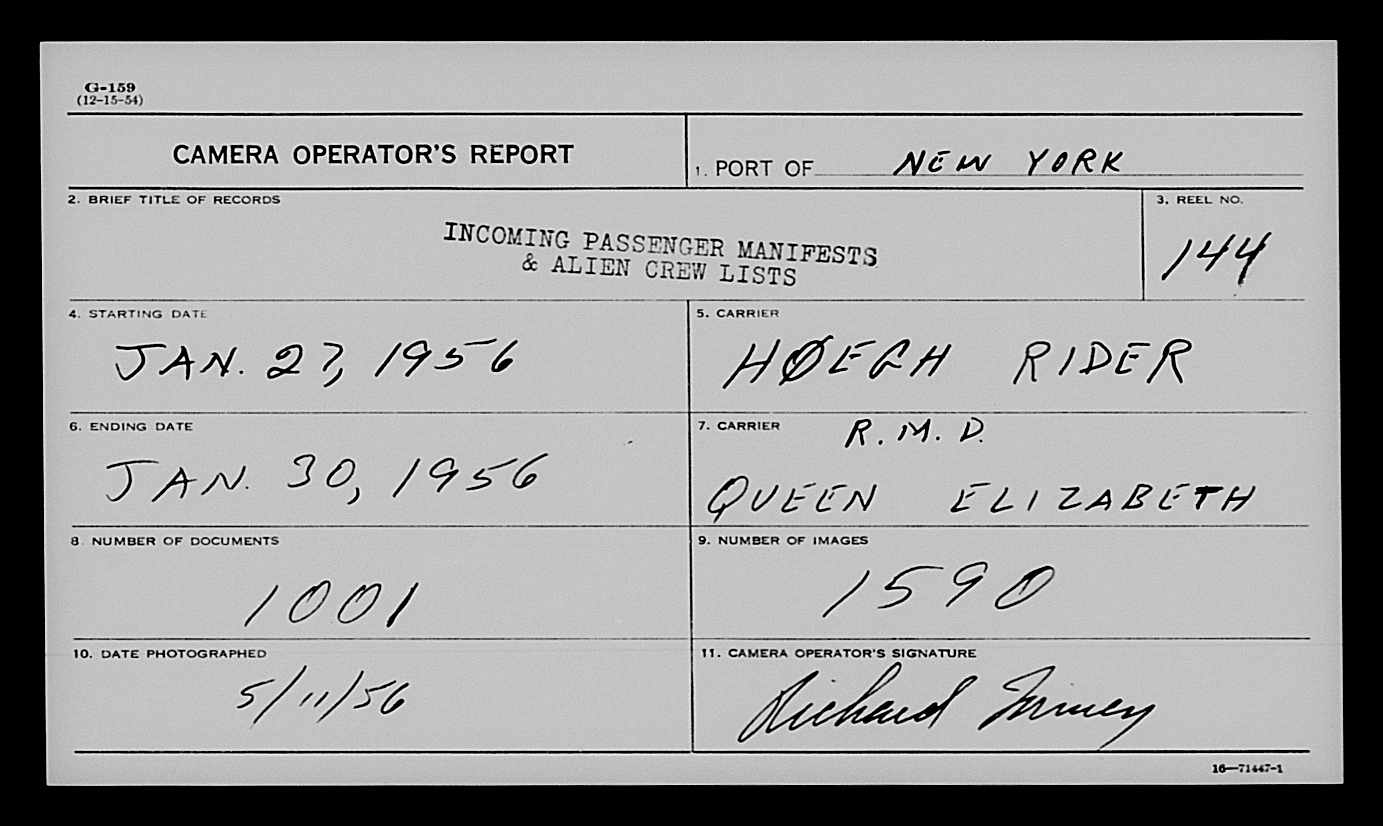 G-159
(12-15-54)
CAMERA OPERATOR'S REPORT
1. PORT OF NEW YORK
2. BRIEF TITLE OF RECORDS
INCOMING PASSENGER MANIFESTS
& ALIEN CREW LISTS
3. REEL NO.
144
4. STARTING DATE
JAN. 27, 1956
5. CARRIER
HØEGH RIDER
6. ENDING DATE
JAN. 30, 1956
7. CARRIER R. M. D.
QUEEN ELIZABETH
8 NUMBER OF DOCUMENTS
1001
9. NUMBER OF IMAGES
1590
10. DATE PHOTOGRAPHED
5/11/56
11. CAMERA OPERATOR'S SIGNATURE
Richard
16—71447-1